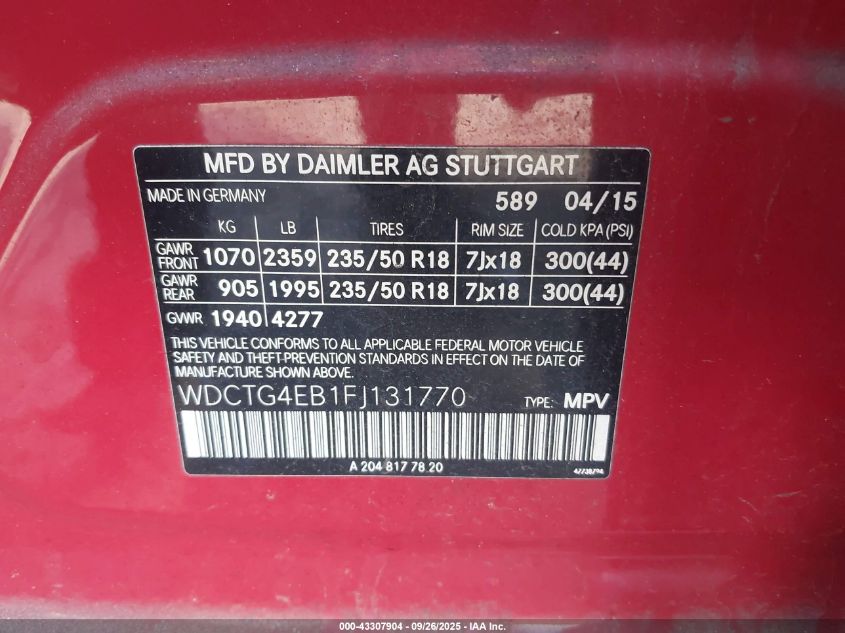 MFD BY DAIMLER AG STUTTGART
MADE IN GERMANY 589 04/15
KG LB TIRES RIM SIZE COLD KPA (PSI)
GAWR FRONT 1070 2359 235/50 R18 7Jx18 300(44)
GAWR REAR 905 1995 235/50 R18 7Jx18 300(44)
GVWR 1940 4277
THIS VEHICLE CONFORMS TO ALL APPLICABLE FEDERAL MOTOR VEHICLE
SAFETY AND THEFT PREVENTION STANDARDS IN EFFECT ON THE DATE OF
MANUFACTURE SHOWN ABOVE.
WDCTG4EB1FJ131770 TYPE: MPV
A 204 817 78 20
000-43307904 - 09/26/2025 - IAA Inc.